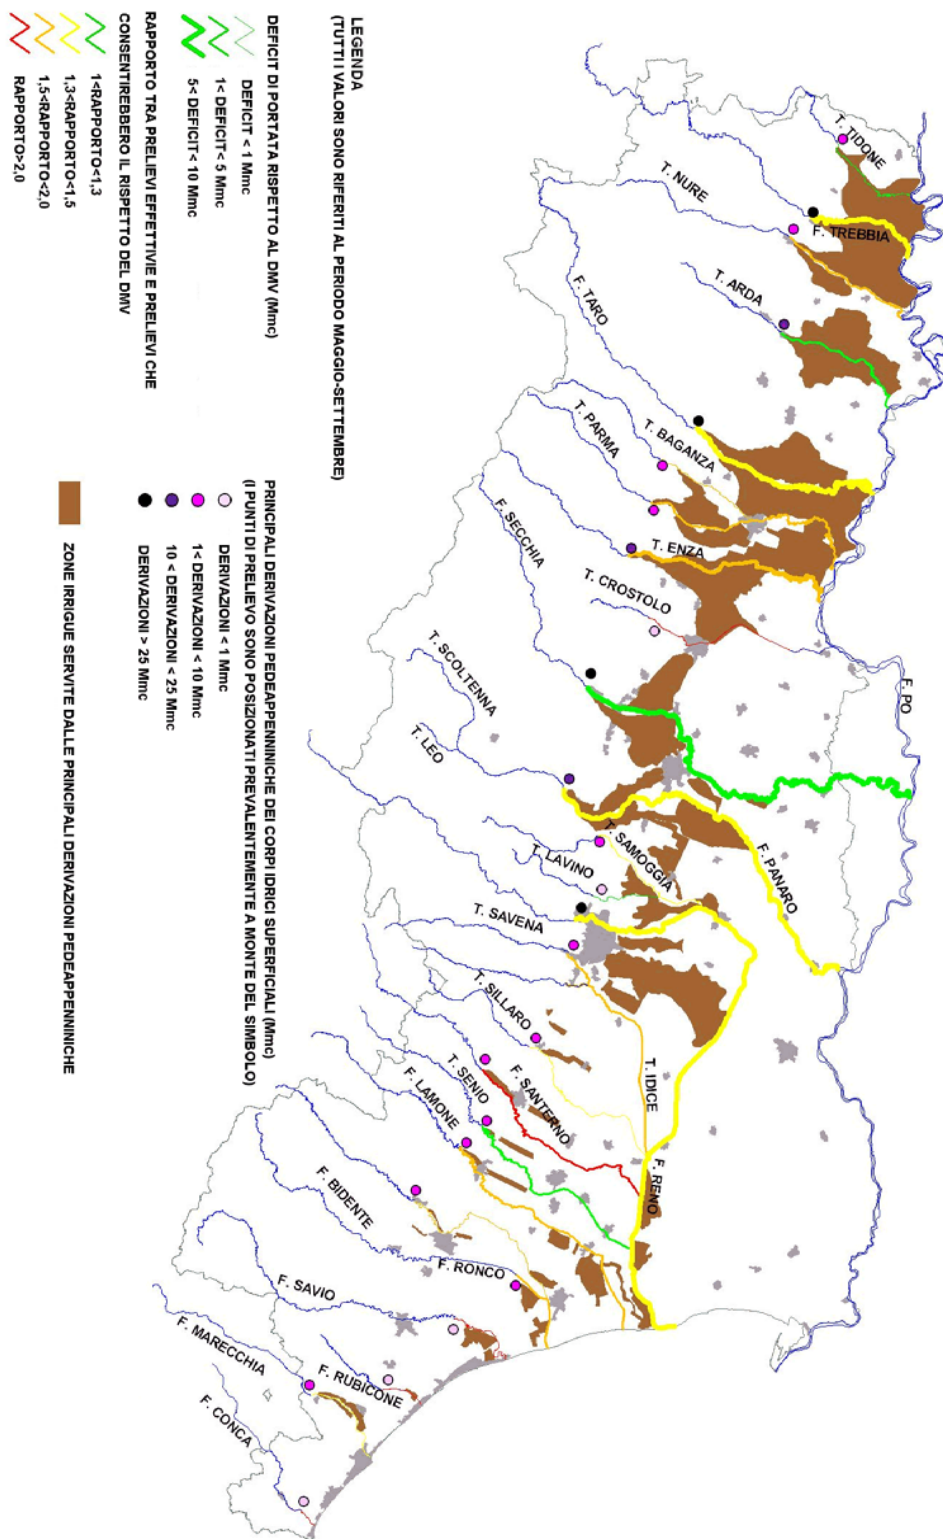 T. TIDONE
T. NURE
F. TREBBIA
T. ARDA
F. TARO
T. BAGANZA
T. PARMA
F. SECCHIA
T. ENZA
T. CROSTOLO
F. PO
T. SCOLTENNA
T. LEO
T. SAMOGGIA
T. LAVINO
F. PANARO
T. SAVENA
T. SILLARO
T. IDICE
F. SANTERNO
T. SENIO
F. LAMONE
F. RENO
F. BIDENTE
F. RONCO
F. SAVIO
F. MARECCHIA
F. RUBICONE
F. CONCA
LEGENDA
(TUTTI I VALORI SONO RIFERITI AL PERIODO MAGGIO-SETTEMBRE)
DEFICIT DI PORTATA RISPETTO AL DMV (Mmc)
DEFICIT < 1 Mmc
1< DEFICIT< 5 Mmc
5< DEFICIT< 10 Mmc
RAPPORTO TRA PRELIEVI EFFETTIVI E PRELIEVI CHE
CONSENTIREBBERO IL RISPETTO DEL DMV
1<RAPPORTO<1,3
1,3<RAPPORTO<1,5
1,5<RAPPORTO<2,0
RAPPORTO>2,0
PRINCIPALI DERIVAZIONI PEDEAPPENNINICHE DEI CORPI IDRICI SUPERFICIALI (Mmc)
(I PUNTI DI PRELIEVO SONO POSIZIONATI PREVALENTEMENTE A MONTE DEL SIMBOLO)
DERIVAZIONI < 1 Mmc
1< DERIVAZIONI < 10 Mmc
10 < DERIVAZIONI < 25 Mmc
DERIVAZIONI > 25 Mmc
ZONE IRRIGUE SERVITE DALLE PRINCIPALI DERIVAZIONI PEDEAPPENNINICHE